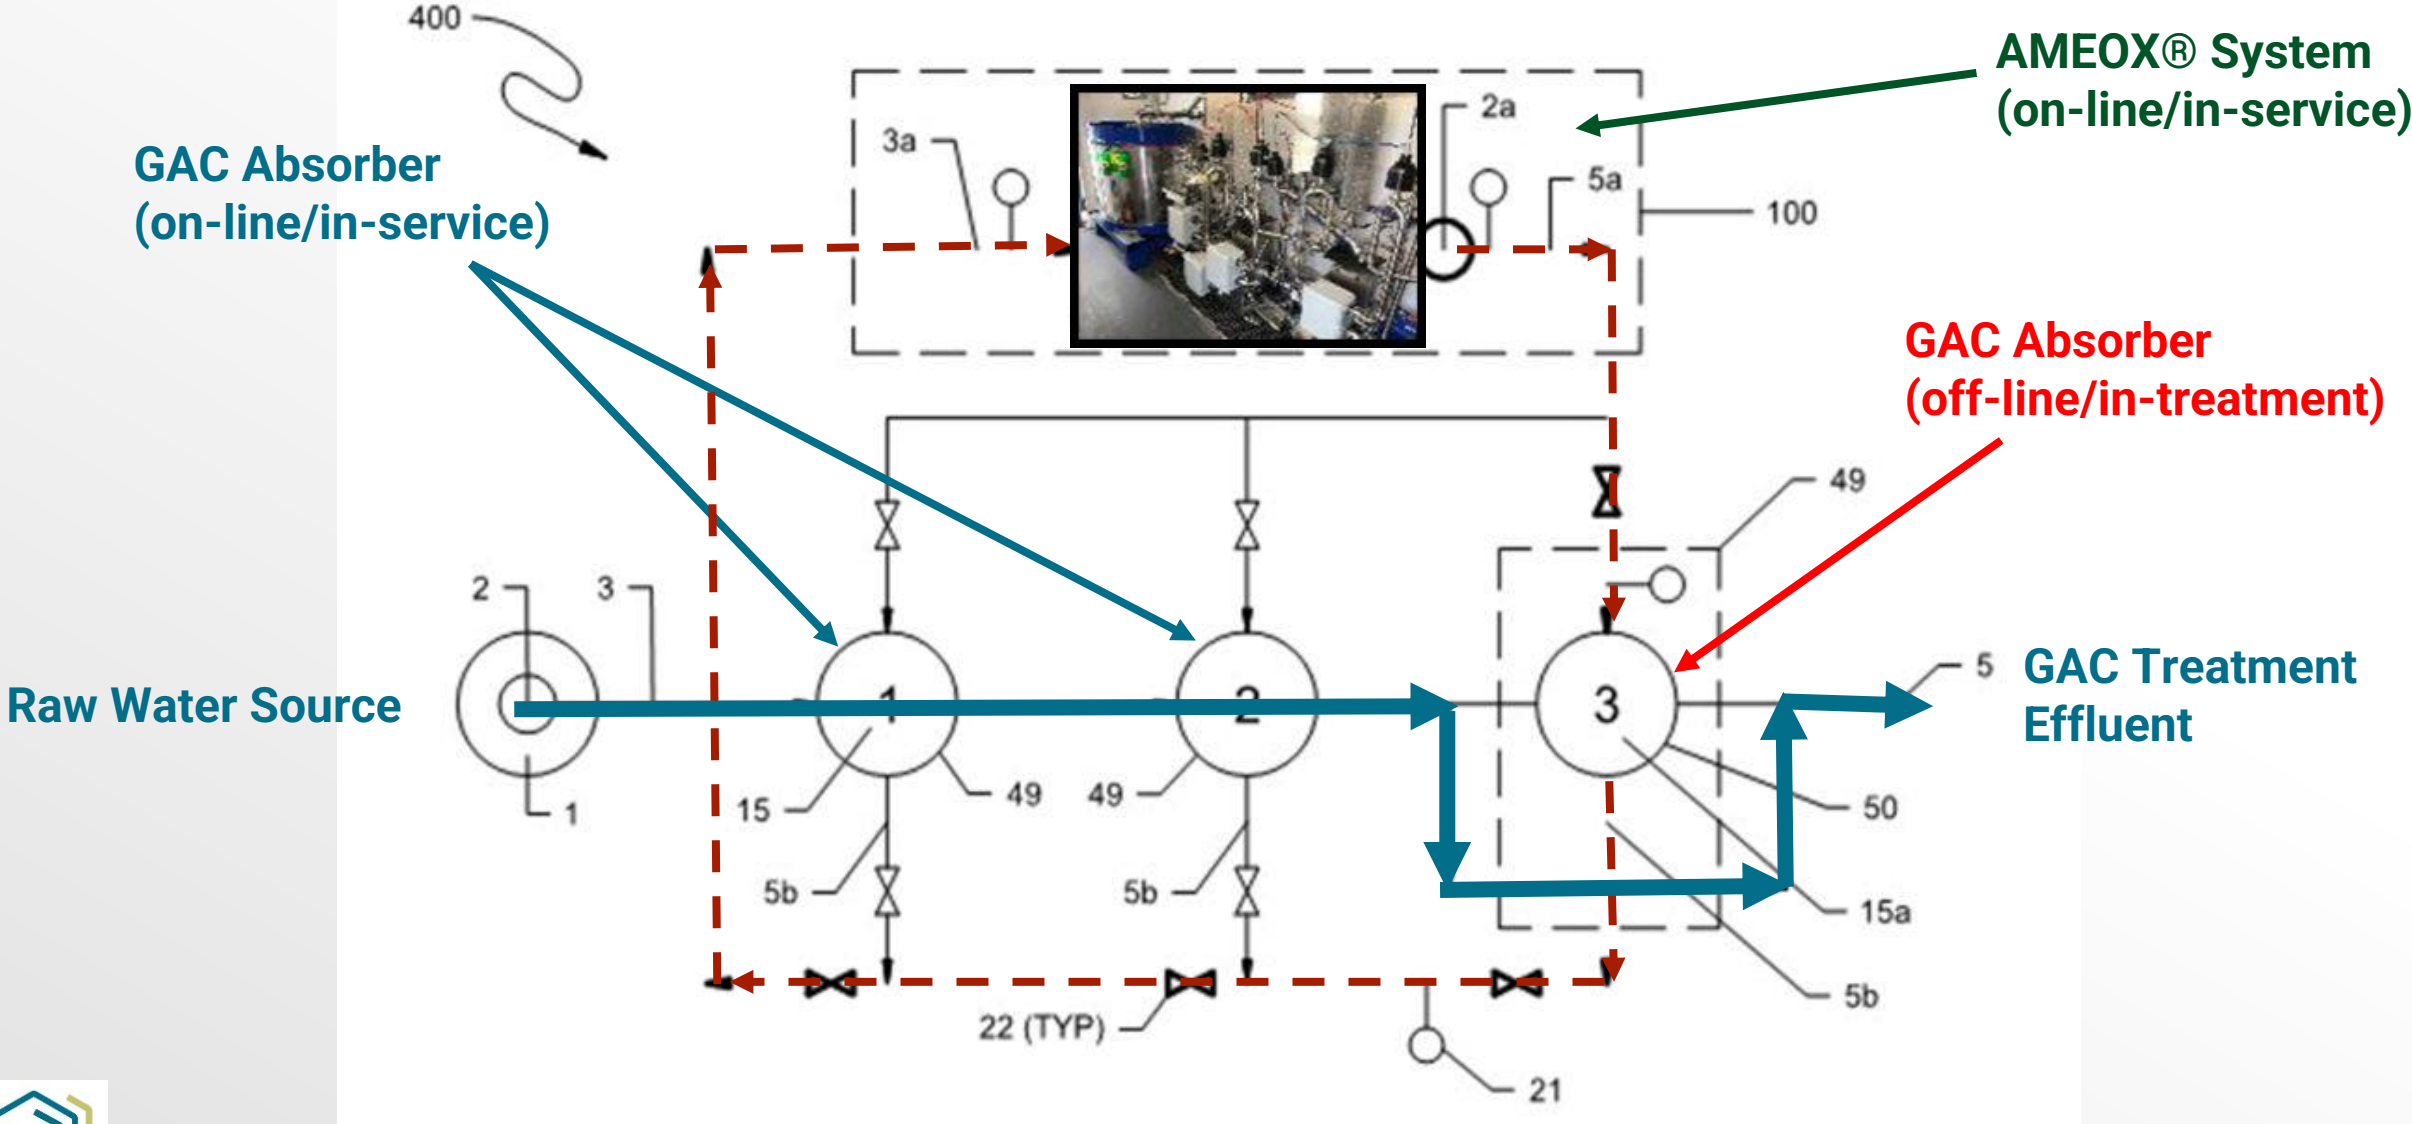 400
AMEOX® System
(on-line/in-service)
2a
3a
GAC Absorber
(on-line/in-service)
5a
100
GAC Absorber
(off-line/in-treatment)
49
2
3
5
GAC Treatment
Effluent
Raw Water Source
1
2
3
15
49
49
50
1
5b
5b
15a
5b
22 (TYP)
21